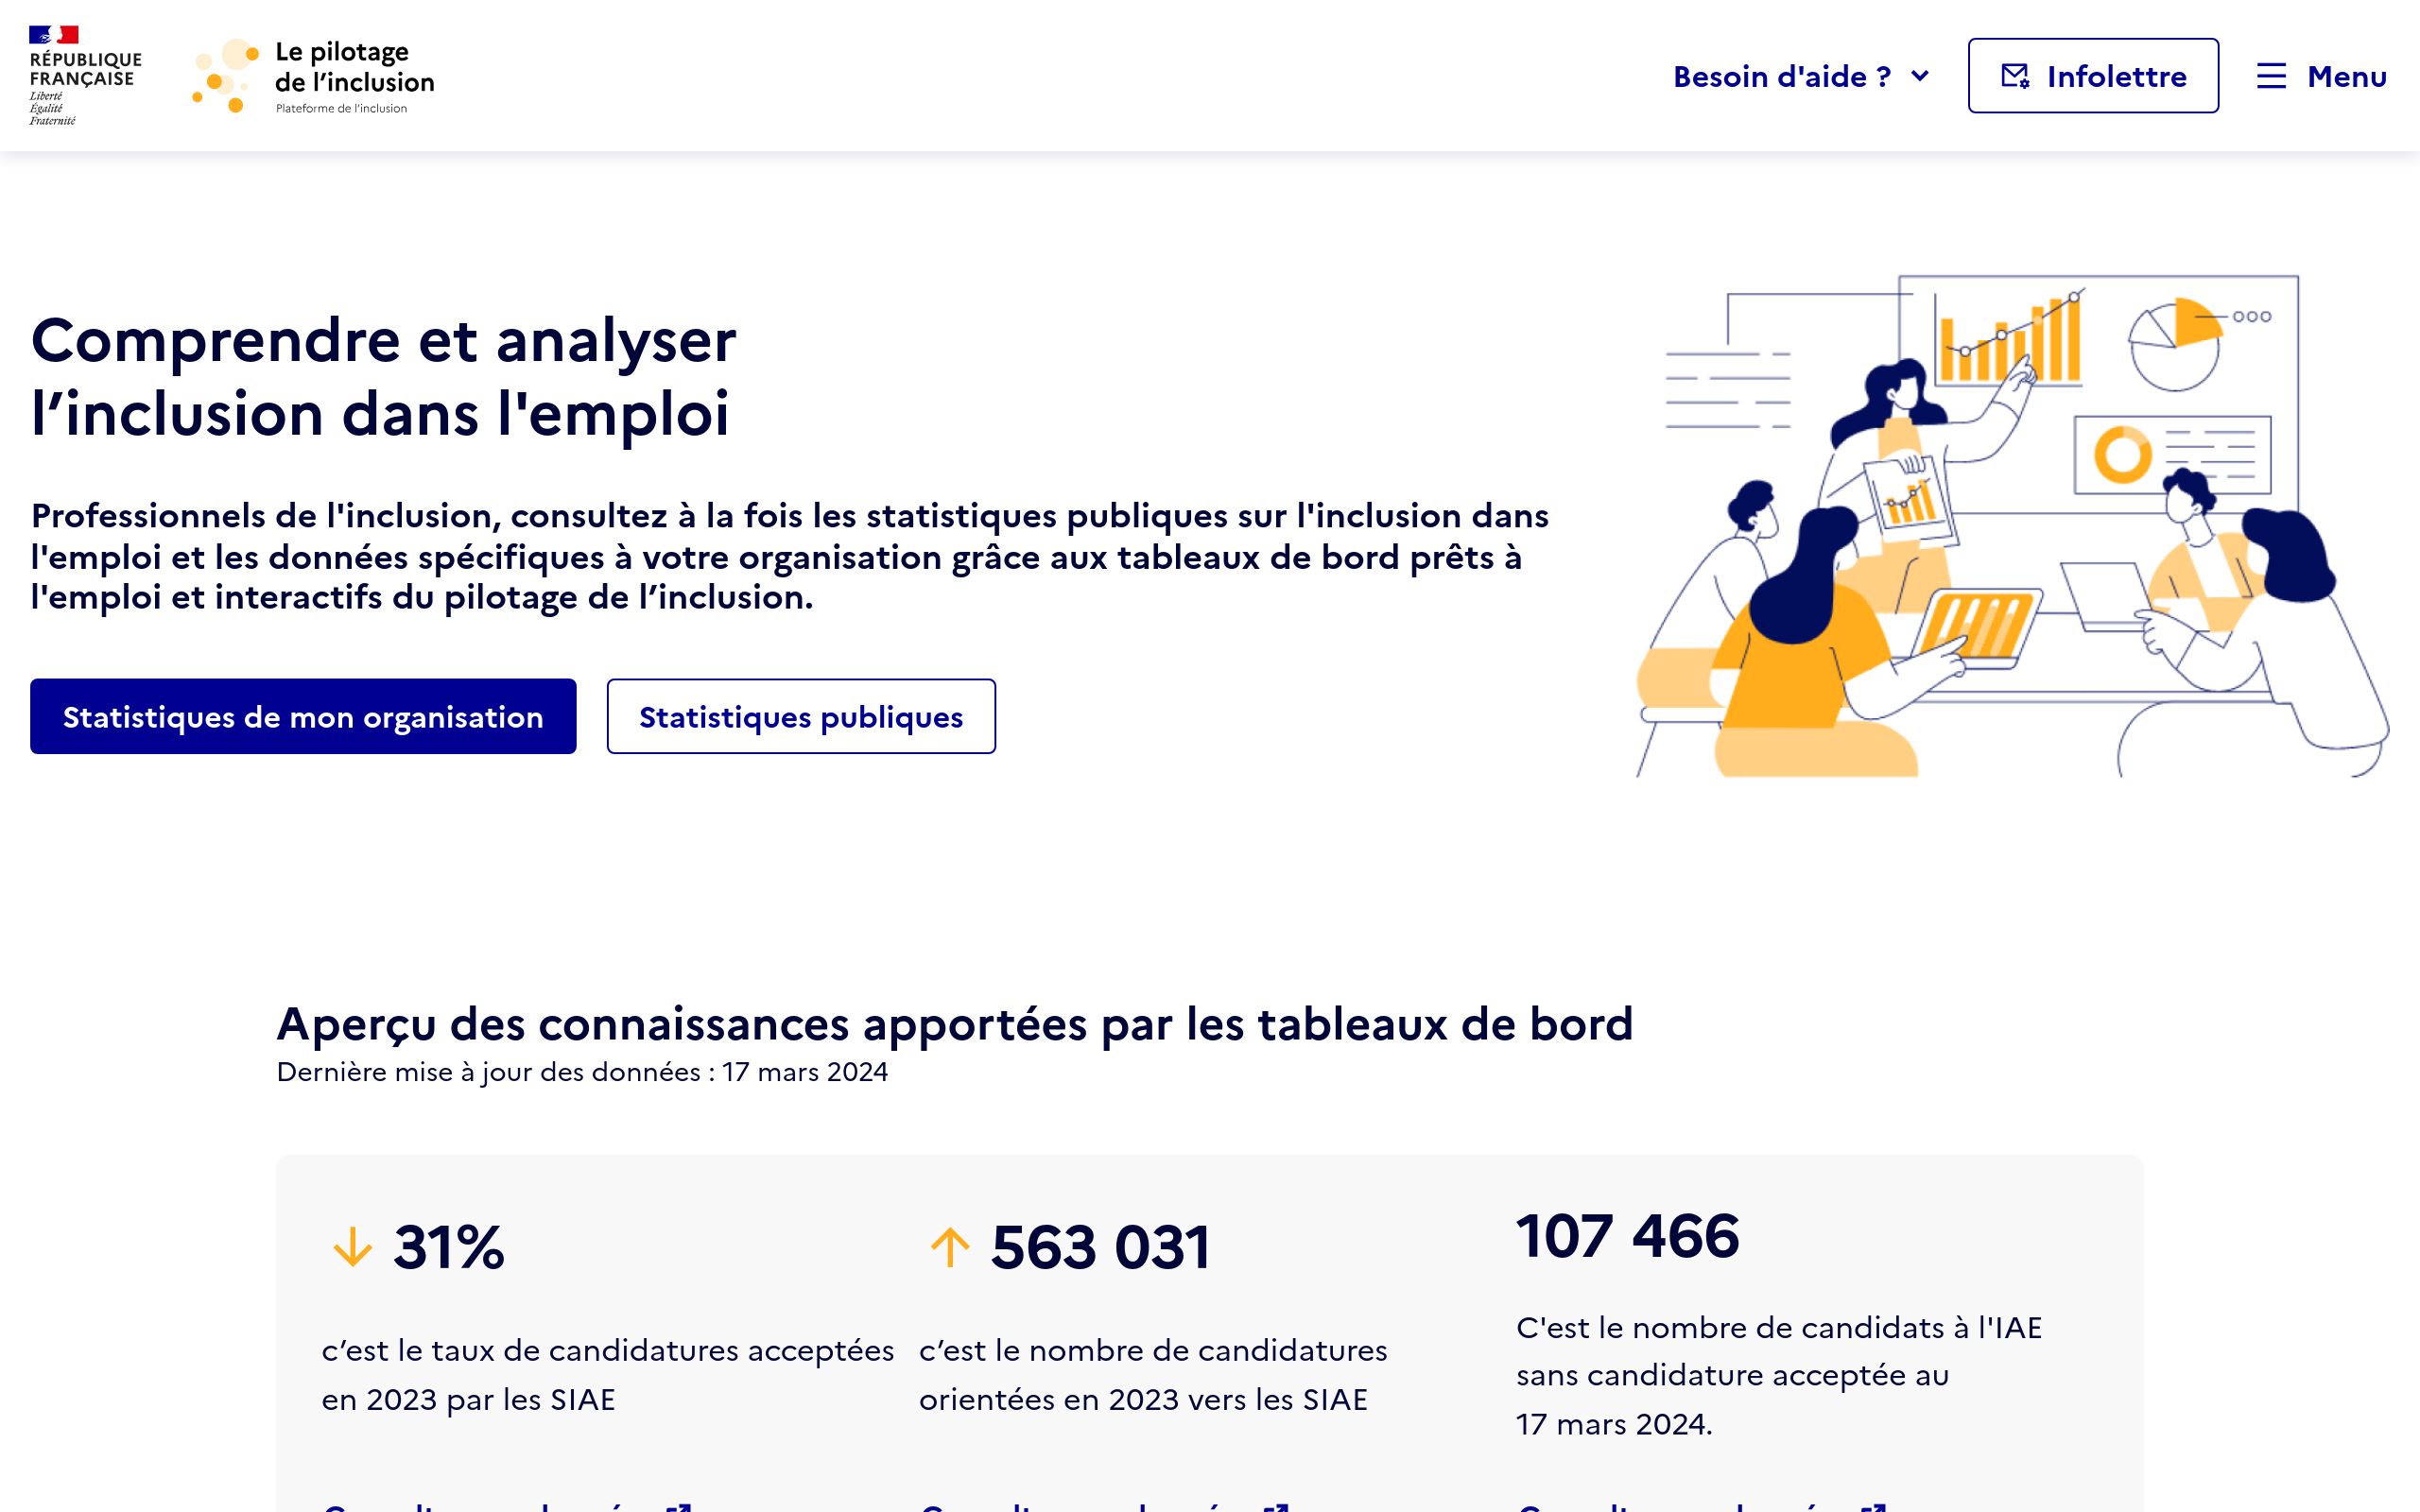 RÉPUBLIQUE
FRANÇAISE
Liberté
Égalité
Fraternité
Le pilotage
de l’inclusion
Plateforme de l’inclusion
Besoin d'aide ?
Infolettre
Menu
Comprendre et analyser
l’inclusion dans l'emploi
Professionnels de l'inclusion, consultez à la fois les statistiques publiques sur l'inclusion dans
l'emploi et les données spécifiques à votre organisation grâce aux tableaux de bord prêts à
l'emploi et interactifs du pilotage de l’inclusion.
Statistiques de mon organisation
Statistiques publiques
Aperçu des connaissances apportées par les tableaux de bord
Dernière mise à jour des données : 17 mars 2024
31%
c’est le taux de candidatures acceptées
en 2023 par les SIAE
563 031
c’est le nombre de candidatures
orientées en 2023 vers les SIAE
107 466
C'est le nombre de candidats à l'IAE
sans candidature acceptée au
17 mars 2024.